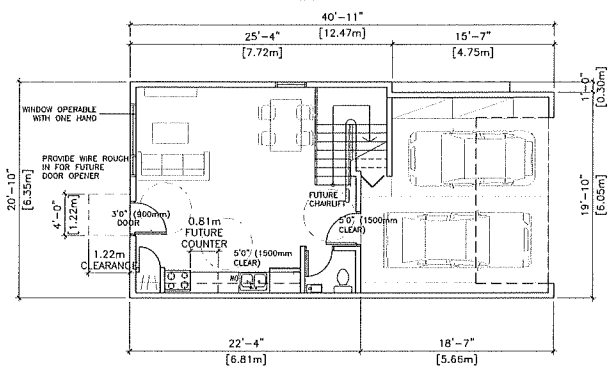 40'-11"
[12.47m]
25'-4"
[7.72m]
15'-7"
[4.75m]
1'-0"
[0.30m]
WINDOW OPERABLE
WITH ONE HAND
PROVIDE WIRE ROUGH
IN FOR FUTURE
DOOR OPENER
20'-10"
[6.35m]
4'-0"
[1.22m]
3'0" (900mm)
DOOR
0.81m
FUTURE
COUNTER
FUTURE
CHAIRLIFT
5'0" (1500mm
CLEAR)
19'-10"
[6.05m]
1.22m
CLEARANCE
5'0" (1500mm
CLEAR)
22'-4"
[6.81m]
18'-7"
[5.66m]